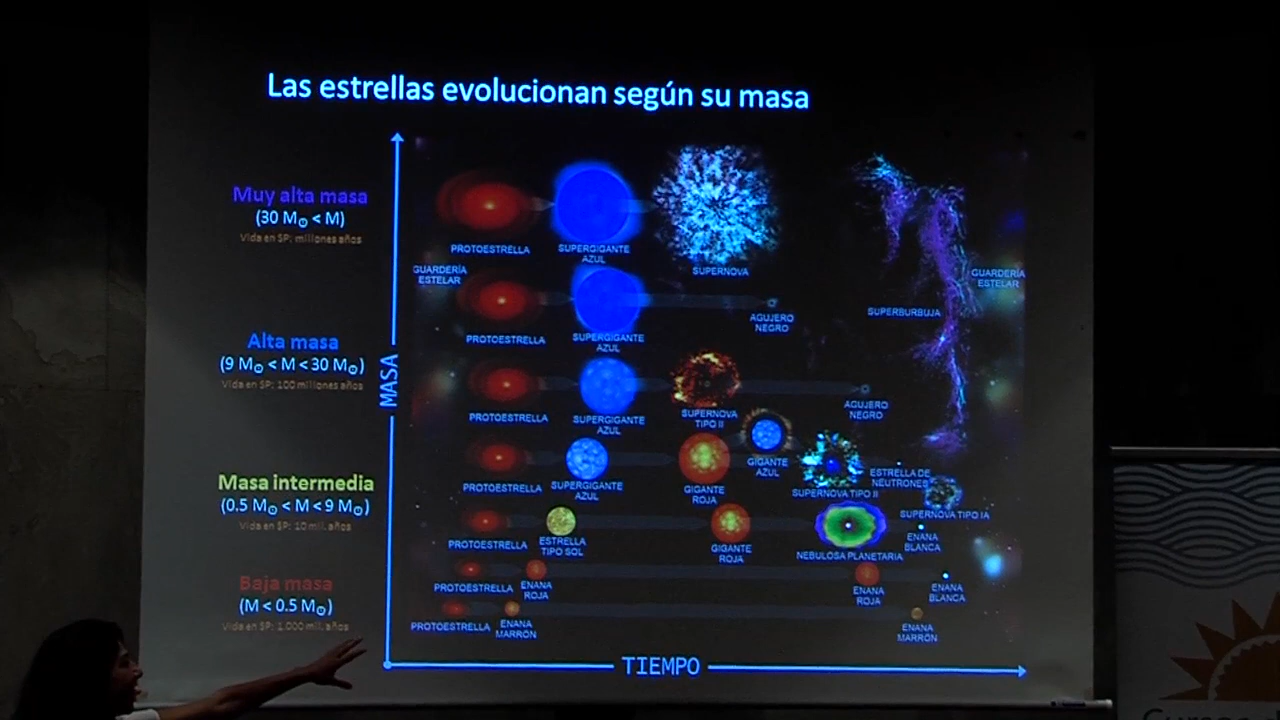 Las estrellas evolucionan según su masa
Muy alta masa
(30 M☉ < M)
Vida en SP: millones años
Alta masa
(9 M☉ < M < 30 M☉)
Vida en SP: 100 millones años
Masa intermedia
(0.5 M☉ < M < 9 M☉)
Vida en SP: 10 mil. años
Baja masa
(M < 0.5 M☉)
Vida en SP: 1.000 mil. años
MASA
TIEMPO
PROTOESTRELLA
SUPERGIGANTE
AZUL
SUPERNOVA
GUARDERÍA
ESTELAR
GUARDERÍA
ESTELAR
SUPERBURBUJA
PROTOESTRELLA
SUPERGIGANTE
AZUL
AGUJERO
NEGRO
PROTOESTRELLA
SUPERGIGANTE
AZUL
SUPERNOVA
TIPO II
AGUJERO
NEGRO
PROTOESTRELLA
SUPERGIGANTE
AZUL
GIGANTE
ROJA
GIGANTE
AZUL
SUPERNOVA TIPO II
ESTRELLA DE
NEUTRONES
SUPERNOVA TIPO IA
PROTOESTRELLA
ESTRELLA
TIPO SOL
GIGANTE
ROJA
NEBULOSA PLANETARIA
ENANA
BLANCA
PROTOESTRELLA
ENANA
ROJA
ENANA
ROJA
ENANA
BLANCA
PROTOESTRELLA
ENANA
MARRÓN
ENANA
MARRÓN